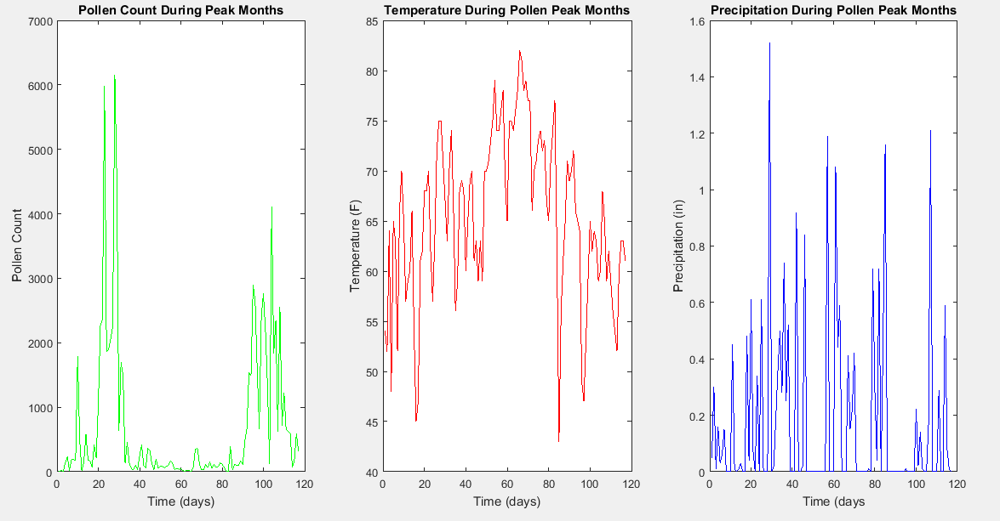 Pollen Count During Peak Months
7000
6000
5000
4000
3000
2000
1000
0
Pollen Count
0 20 40 60 80 100 120
Time (days)
Temperature During Pollen Peak Months
85
80
75
70
65
60
55
50
45
40
Temperature (F)
0 20 40 60 80 100 120
Time (days)
Precipitation During Pollen Peak Months
1.6
1.4
1.2
1
0.8
0.6
0.4
0.2
0
Precipitation (in)
0 20 40 60 80 100 120
Time (days